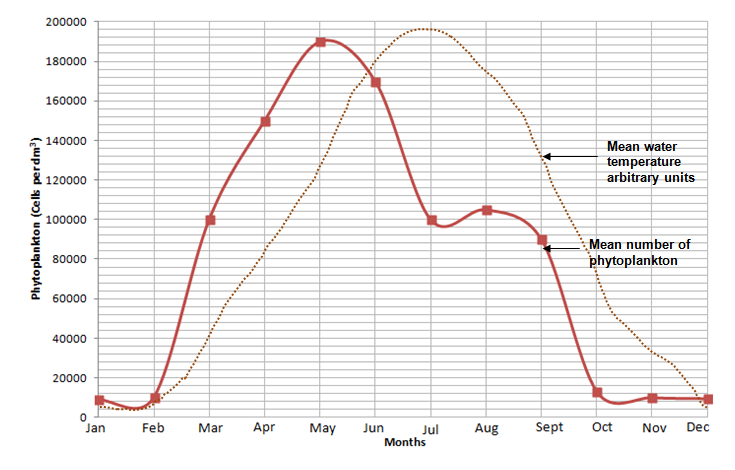 200000
180000
160000
140000
120000
100000
80000
60000
40000
20000
0
Phytoplankton (Cells per dm³)
Mean water
temperature
arbitrary units
Mean number of
phytoplankton
Jan Feb Mar Apr May Jun Jul Aug Sept Oct Nov Dec
Months